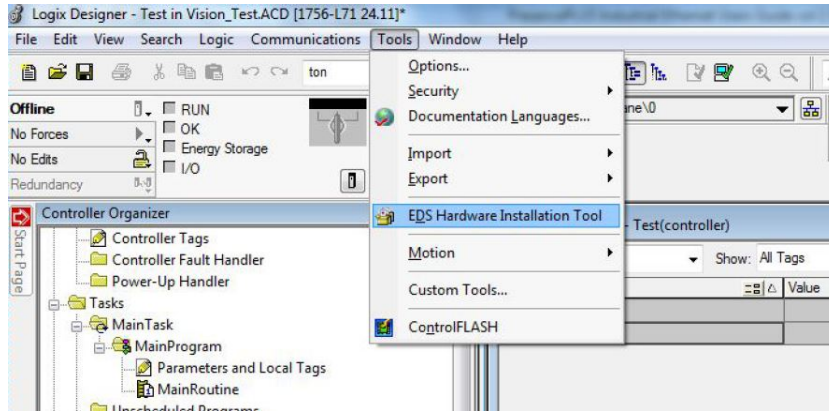 Logix Designer - Test in Vision_Test.ACD [1756-L71 24.11]*
File Edit View Search Logic Communications Tools Window Help
ton
Options...
Security
Documentation Languages...
Import
Export
EDS Hardware Installation Tool
Motion
Custom Tools...
ControlFLASH
Offline
RUN
No Forces
OK
No Edits
Energy Storage
I/O
Redundancy
ane\0
Start Page
Controller Organizer
Controller Tags
Controller Fault Handler
Power-Up Handler
Tasks
MainTask
MainProgram
Parameters and Local Tags
MainRoutine
Unscheduled Programs
- Test(controller)
Show: All Tags
Value